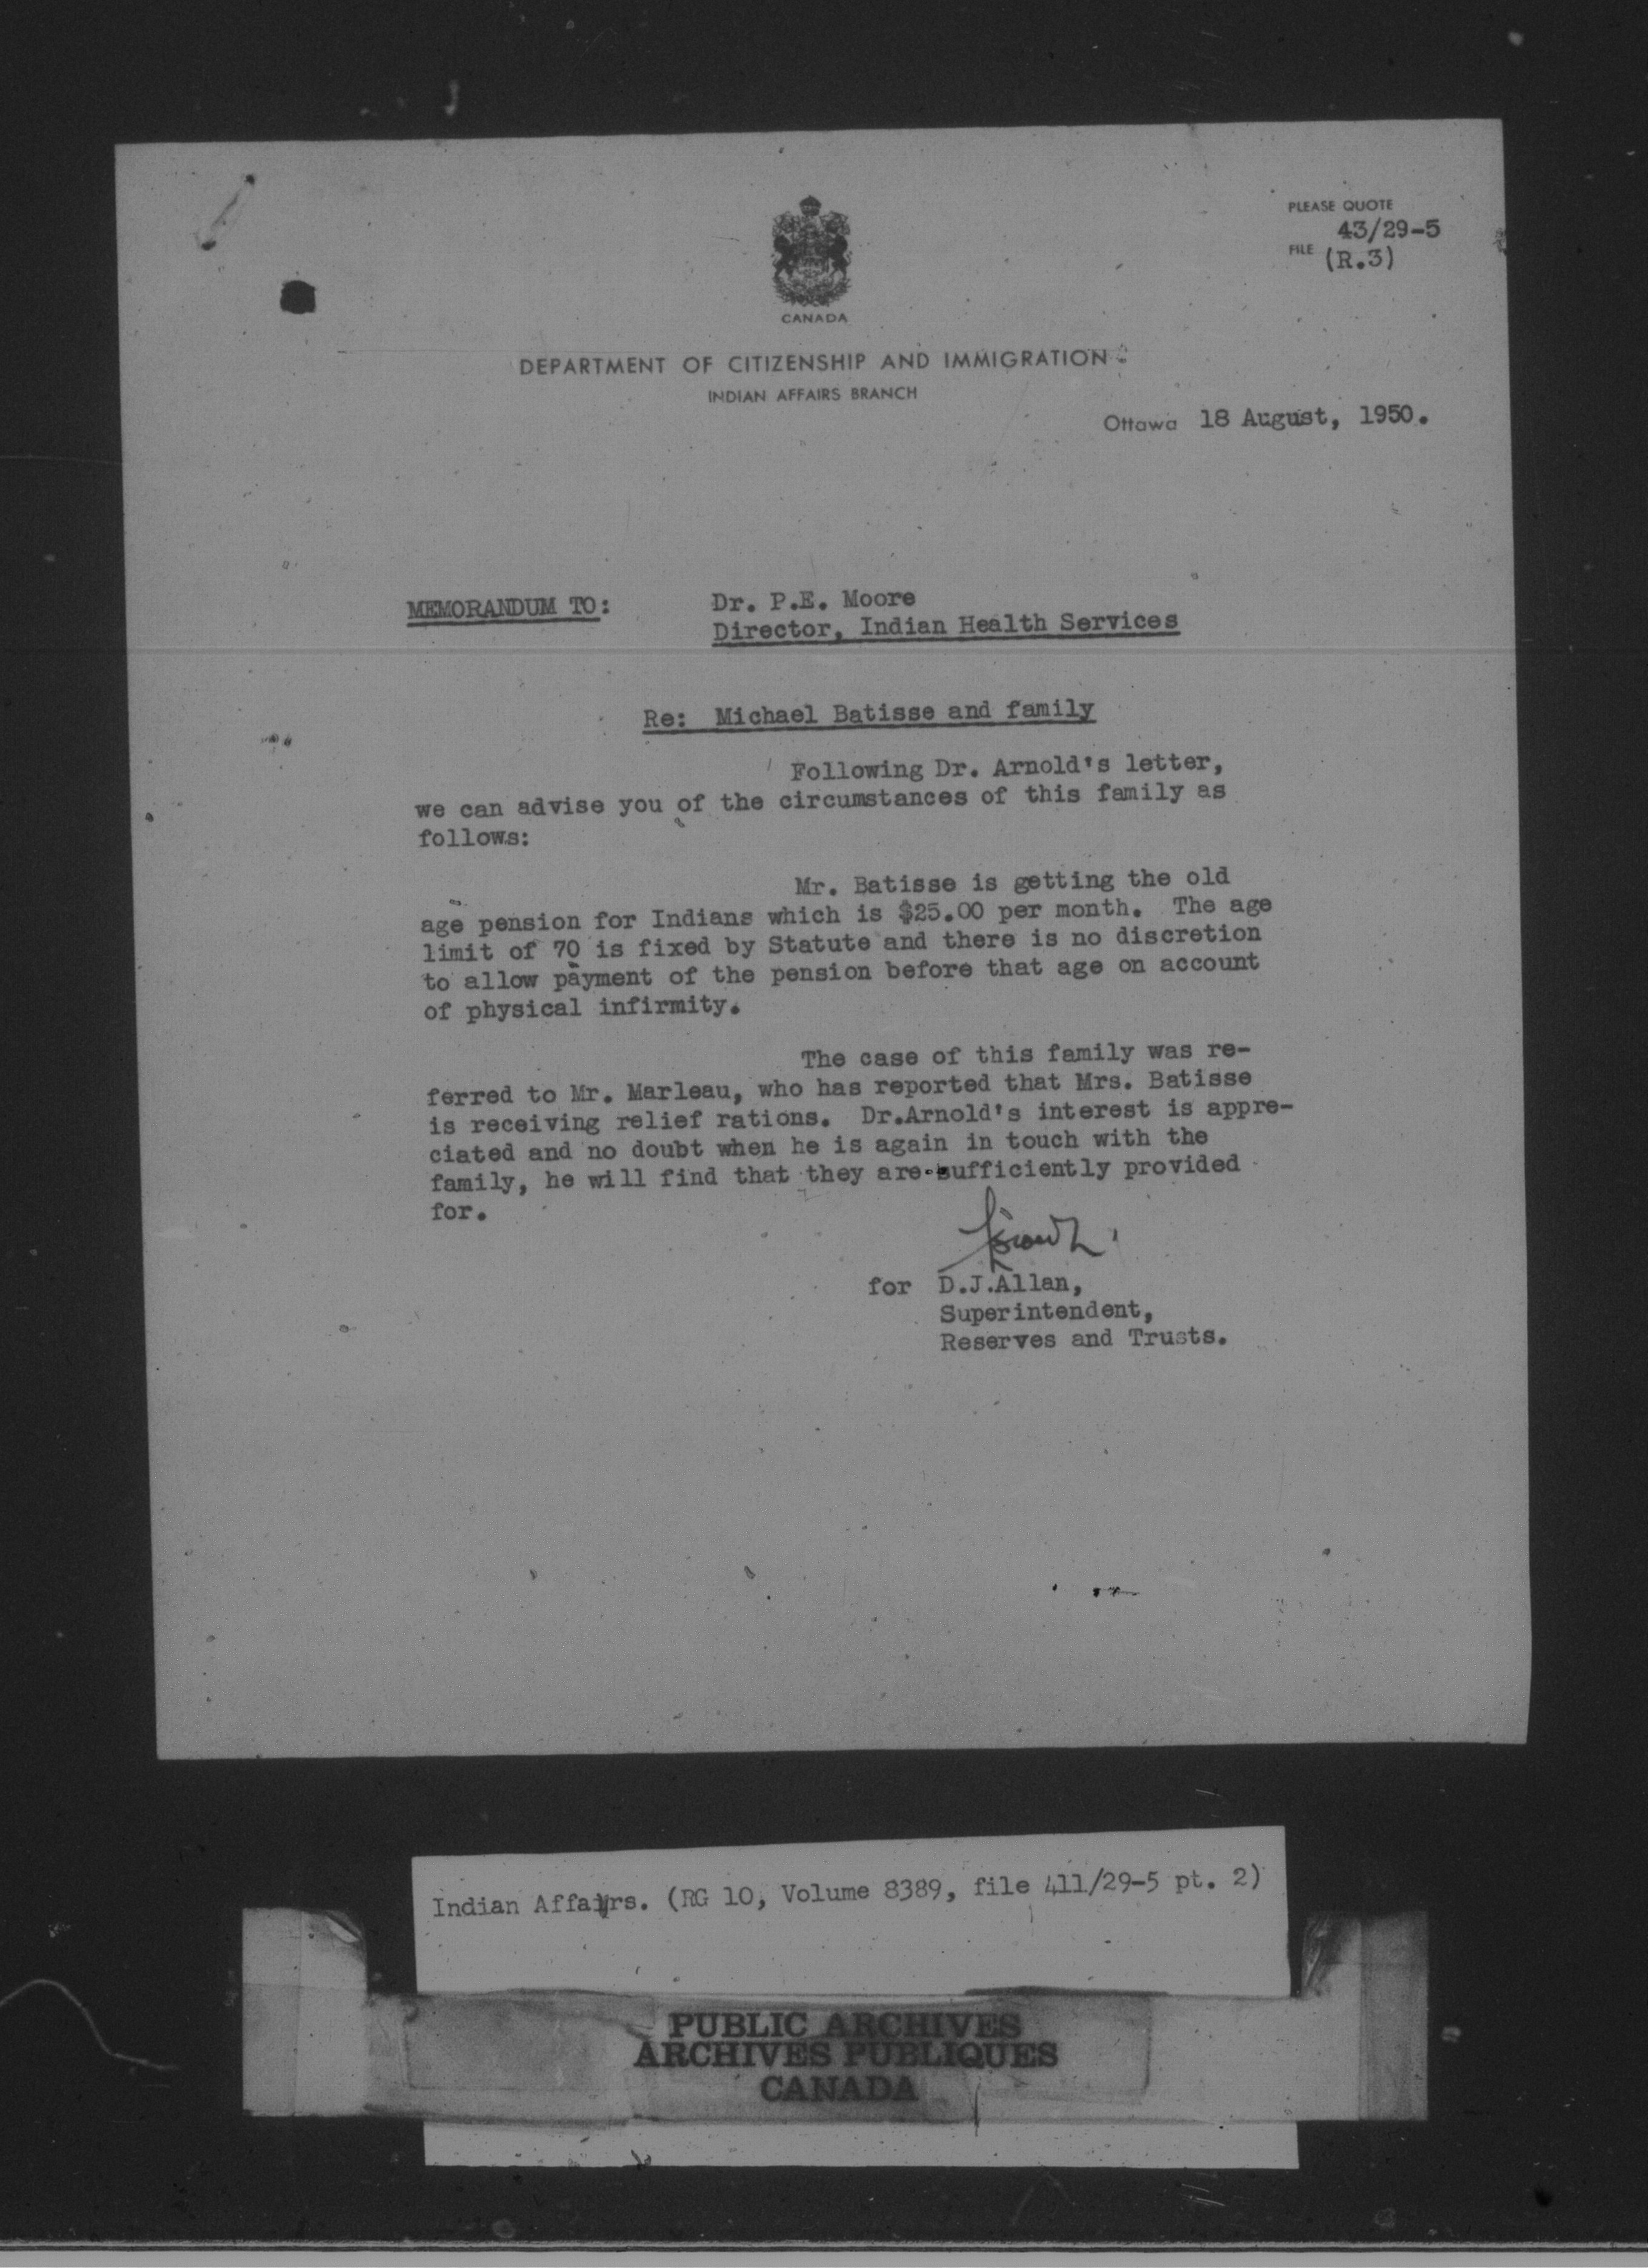 PLEASE QUOTE
43/29-5
FILE (R.3)
CANADA
DEPARTMENT OF CITIZENSHIP AND IMMIGRATION
INDIAN AFFAIRS BRANCH
Ottawa 18 August, 1950.
MEMORANDUM TO: Dr. P.E. Moore
Director, Indian Health Services
Re: Michael Batisse and family
Following Dr. Arnold's letter,
we can advise you of the circumstances of this family as
follows:
Mr. Batisse is getting the old
age pension for Indians which is $25.00 per month. The age
limit of 70 is fixed by Statute and there is no discretion
to allow payment of the pension before that age on account
of physical infirmity.
The case of this family was re-
ferred to Mr. Marleau, who has reported that Mrs. Batisse
is receiving relief rations. Dr.Arnold's interest is appre-
ciated and no doubt when he is again in touch with the
family, he will find that they are sufficiently provided
for.
for D.J.Allan,
Superintendent,
Reserves and Trusts.
Indian Affairs. (RG 10, Volume 8389, file 411/29-5 pt. 2)
PUBLIC ARCHIVES
ARCHIVES PUBLIQUES
CANADA